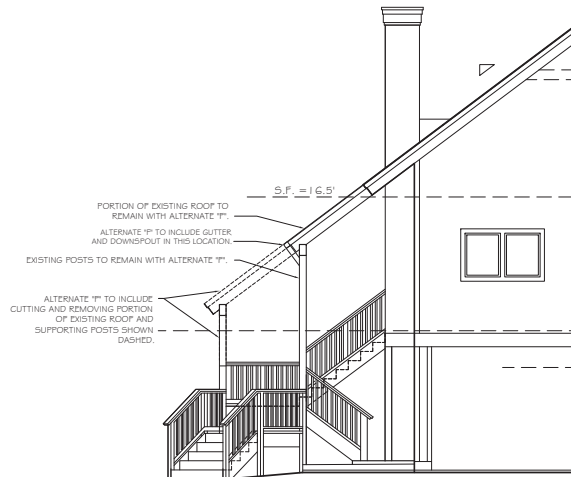 S.F. = 16.5'
PORTION OF EXISTING ROOF TO
REMAIN WITH ALTERNATE "F".
ALTERNATE "F" TO INCLUDE GUTTER
AND DOWNSPOUT IN THIS LOCATION.
EXISTING POSTS TO REMAIN WITH ALTERNATE "F".
ALTERNATE "F" TO INCLUDE
CUTTING AND REMOVING PORTION
OF EXISTING ROOF AND
SUPPORTING POSTS SHOWN
DASHED.